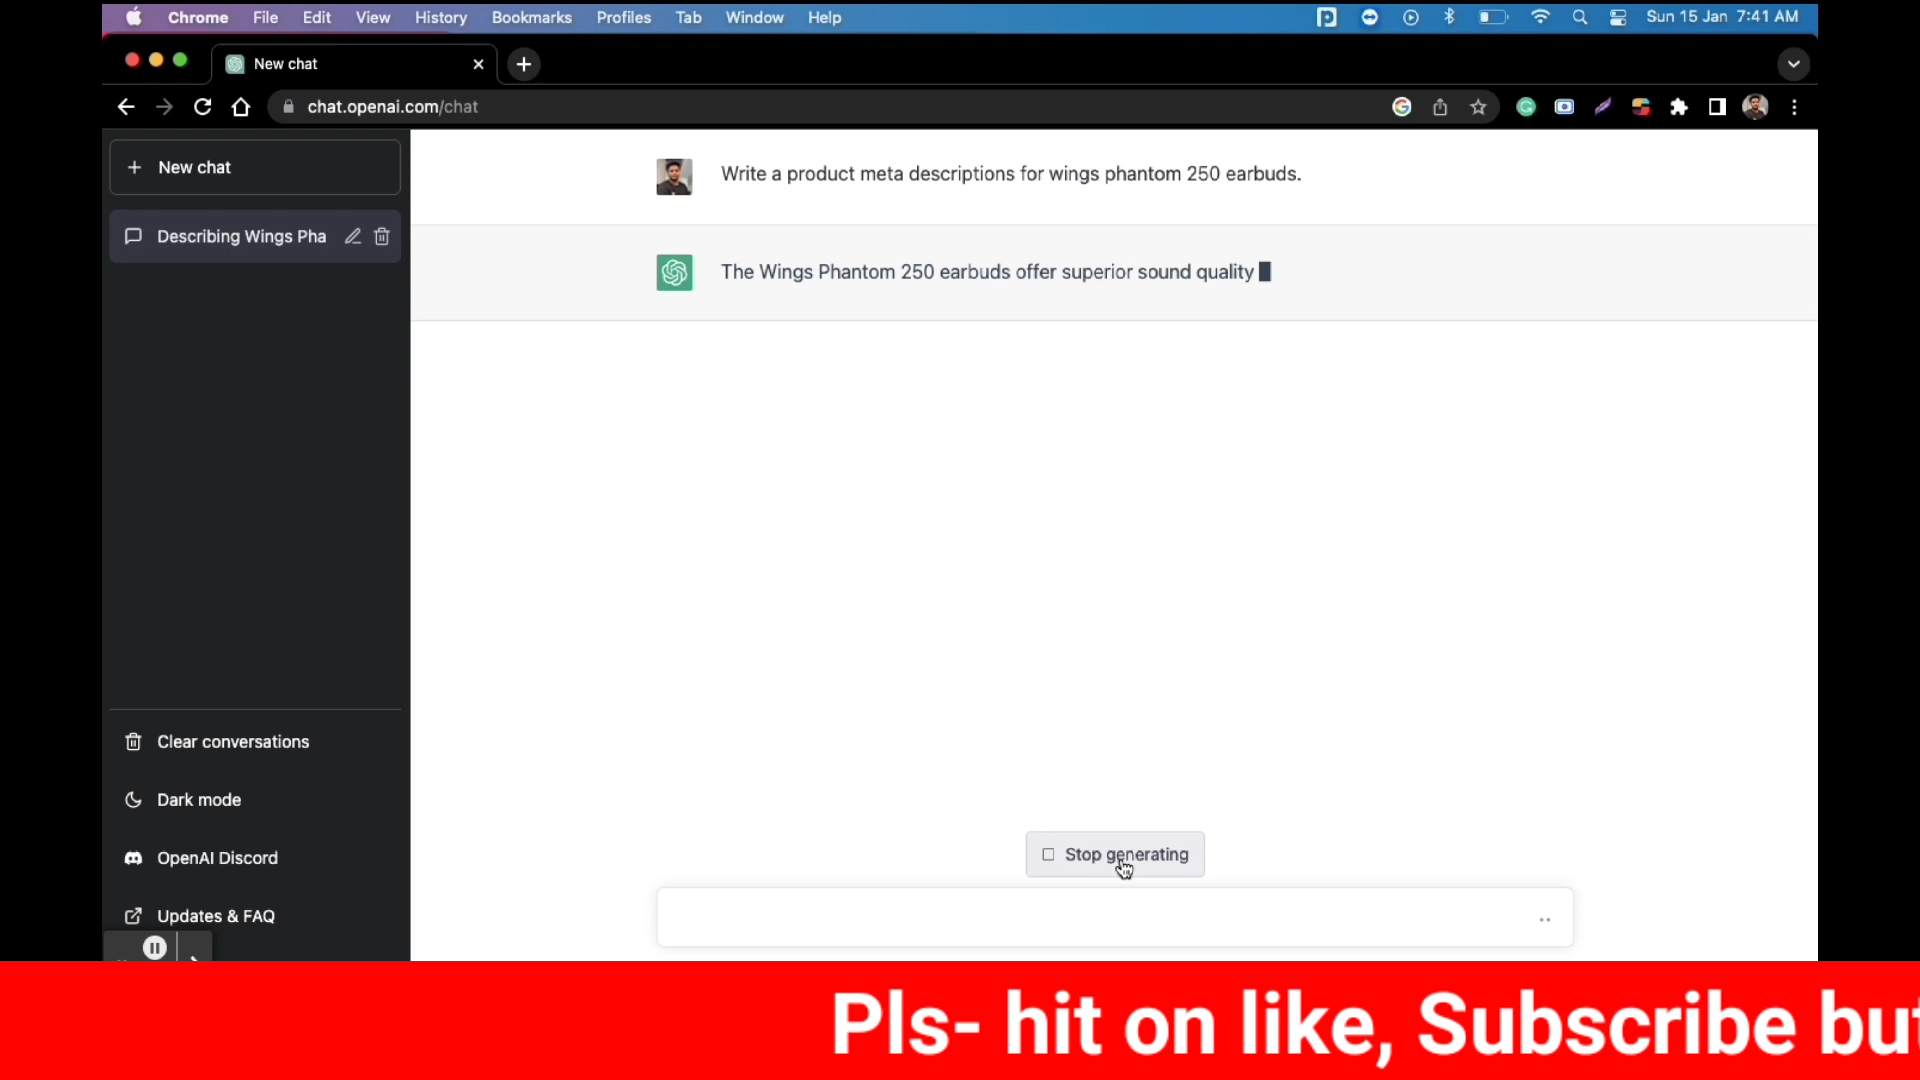 Chrome File Edit View History Bookmarks Profiles Tab Window Help Sun 15 Jan 7:41 AM
New chat
chat.openai.com/chat
New chat
Write a product meta descriptions for wings phantom 250 earbuds.
Describing Wings Pha
The Wings Phantom 250 earbuds offer superior sound quality
Clear conversations
Dark mode
OpenAI Discord
Updates & FAQ
Stop generating
Pls- hit on like, Subscribe but